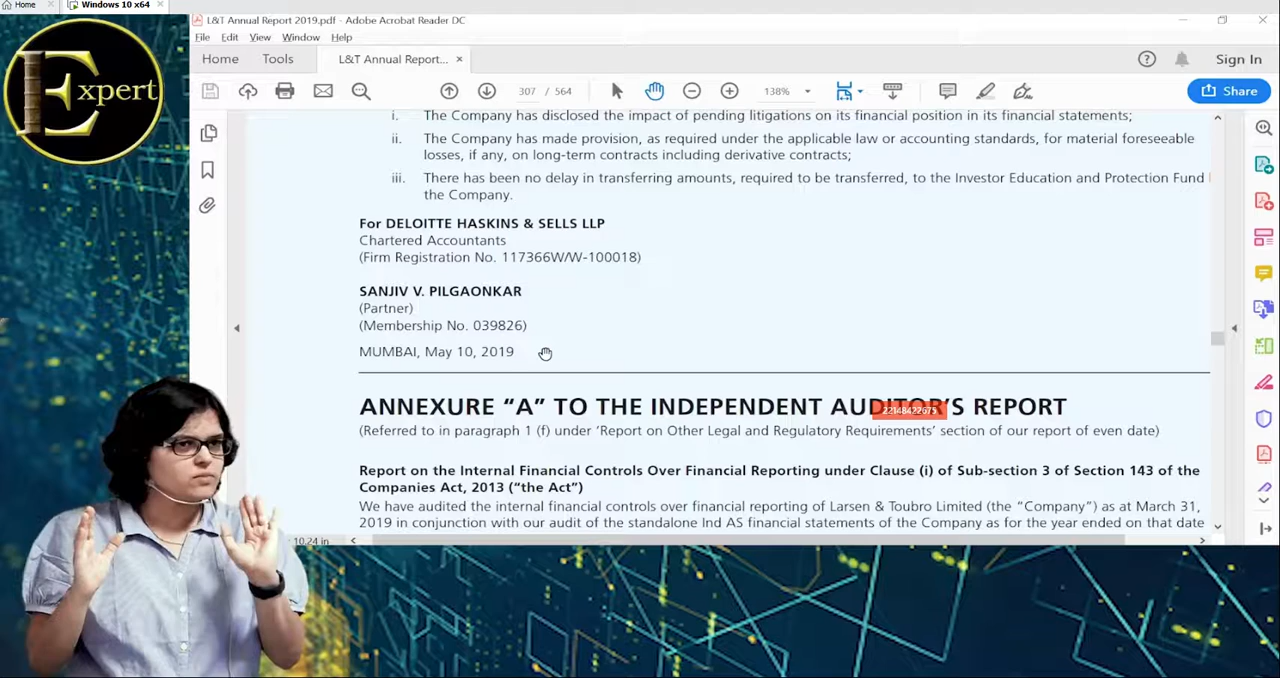 Home
Windows 10 x64
Expert
L&T Annual Report 2019.pdf - Adobe Acrobat Reader DC
File Edit View Window Help
Home Tools L&T Annual Report... × Sign In
307 / 564 138% Share
i. The Company has disclosed the impact of pending litigations on its financial position in its financial statements;
ii. The Company has made provision, as required under the applicable law or accounting standards, for material foreseeable
losses, if any, on long-term contracts including derivative contracts;
iii. There has been no delay in transferring amounts, required to be transferred, to the Investor Education and Protection Fund
the Company.
For DELOITTE HASKINS & SELLS LLP
Chartered Accountants
(Firm Registration No. 117366W/W-100018)
SANJIV V. PILGAONKAR
(Partner)
(Membership No. 039826)
MUMBAI, May 10, 2019
ANNEXURE “A” TO THE INDEPENDENT AUDITOR’S REPORT
22148422675
(Referred to in paragraph 1 (f) under ‘Report on Other Legal and Regulatory Requirements’ section of our report of even date)
Report on the Internal Financial Controls Over Financial Reporting under Clause (i) of Sub-section 3 of Section 143 of the
Companies Act, 2013 (“the Act”)
We have audited the internal financial controls over financial reporting of Larsen & Toubro Limited (the “Company”) as at March 31,
2019 in conjunction with our audit of the standalone Ind AS financial statements of the Company as for the year ended on that date
10.24 in